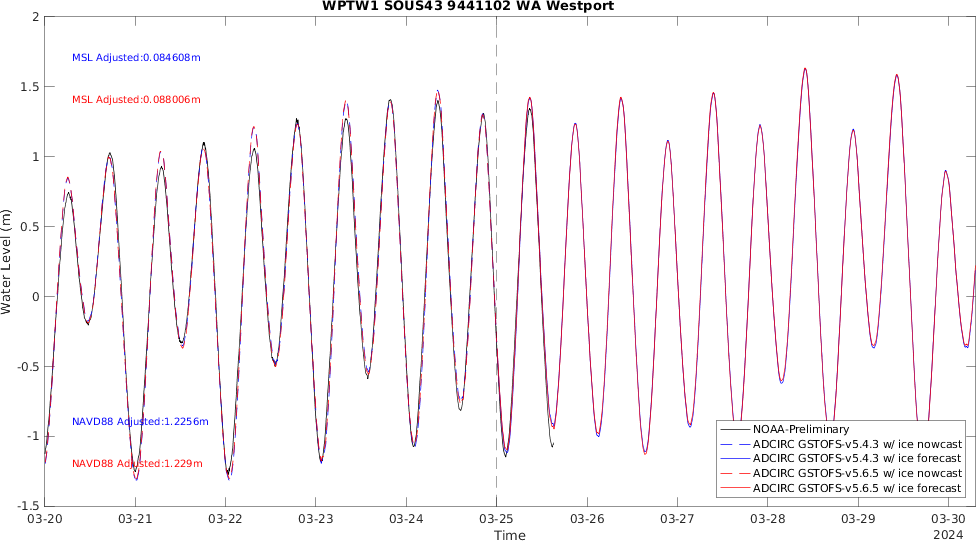 WPTW1 SOUS43 9441102 WA Westport
2
1.5
1
0.5
0
-0.5
-1
-1.5
Water Level (m)
MSL Adjusted:0.084608m
MSL Adjusted:0.088006m
NAVD88 Adjusted:1.2256m
NAVD88 Adjusted:1.229m
NOAA-Preliminary
ADCIRC GSTOFS-v5.4.3 w/ ice nowcast
ADCIRC GSTOFS-v5.4.3 w/ ice forecast
ADCIRC GSTOFS-v5.6.5 w/ ice nowcast
ADCIRC GSTOFS-v5.6.5 w/ ice forecast
03-20 03-21 03-22 03-23 03-24 03-25 03-26 03-27 03-28 03-29 03-30
2024
Time